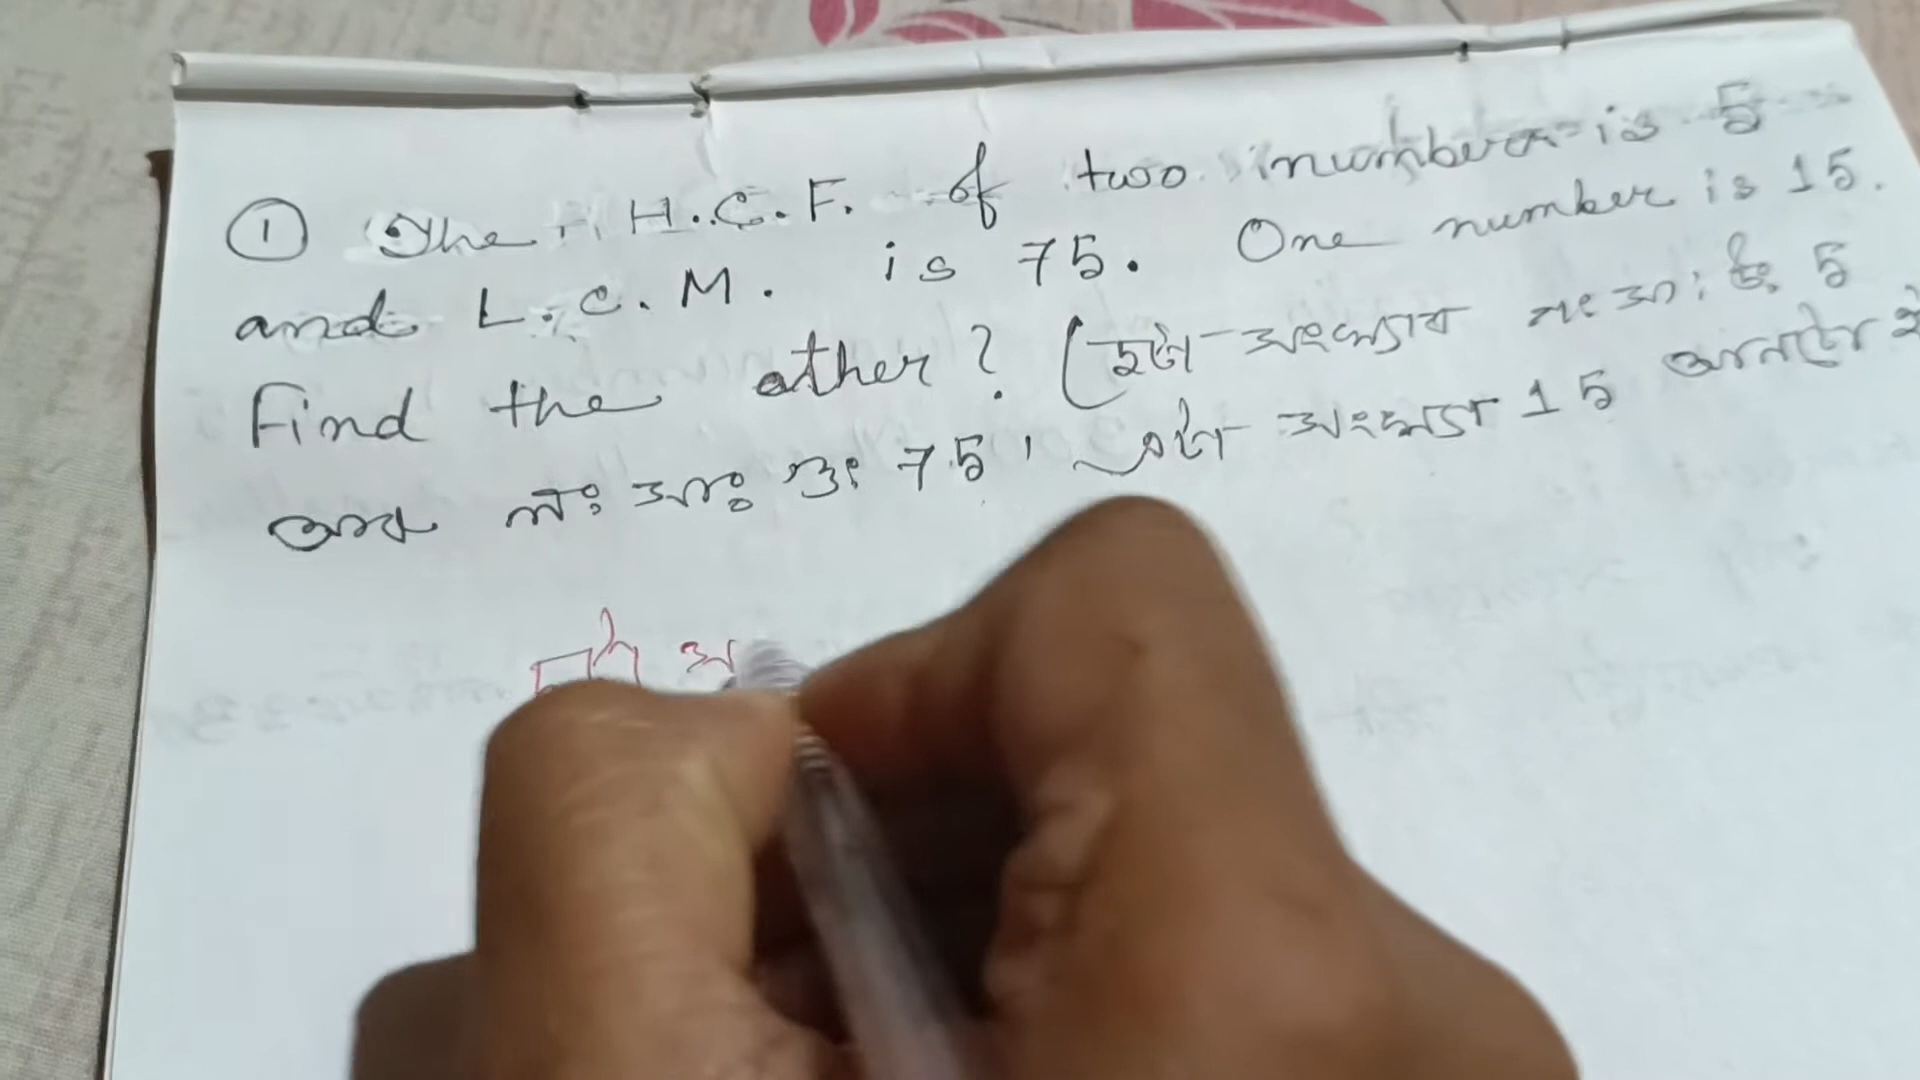 ① The H.C.F. of two number is 5
and L.C.M. is 75. One number is 15.
Find the other? (দুটা সংখ্যাৰ গঃ সাঃ উঃ 5
আৰু লঃ সাঃ গুঃ 75। এটা সংখ্যা 15 আনটো